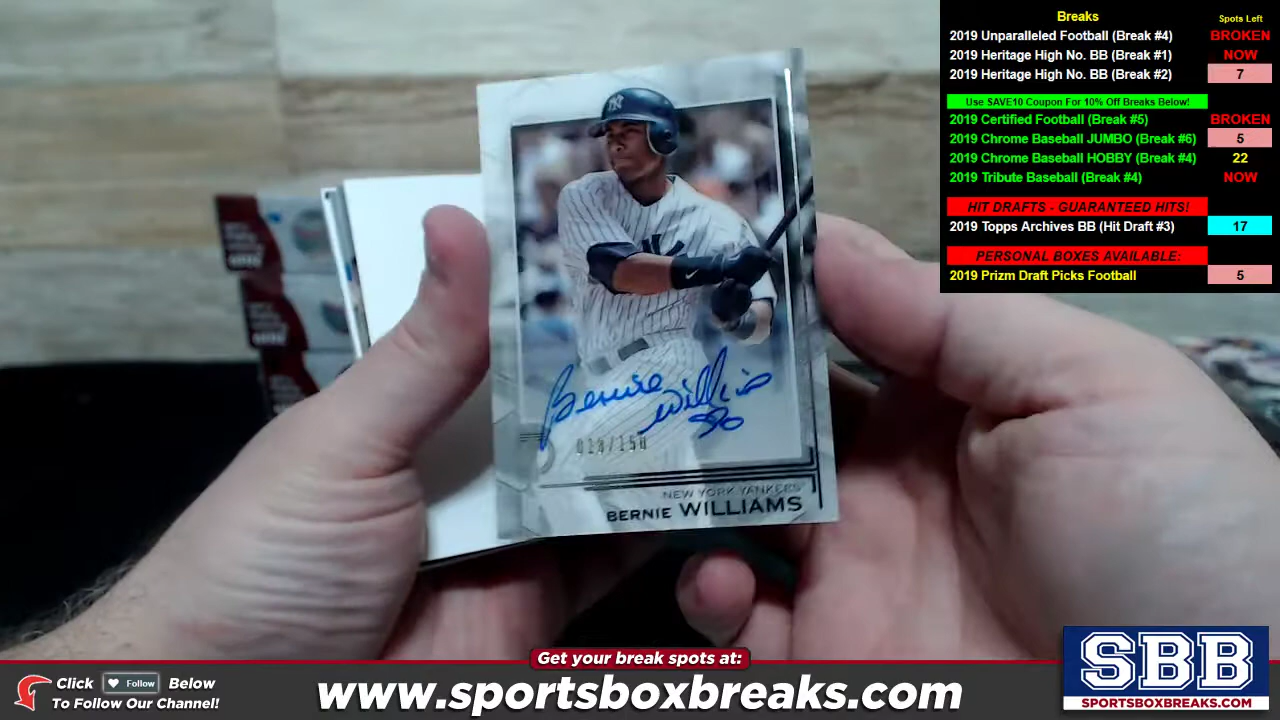 Breaks Spots Left
2019 Unparalleled Football (Break #4) BROKEN
2019 Heritage High No. BB (Break #1) NOW
2019 Heritage High No. BB (Break #2) 7
Use SAVE10 Coupon For 10% Off Breaks Below!
2019 Certified Football (Break #5) BROKEN
2019 Chrome Baseball JUMBO (Break #6) 5
2019 Chrome Baseball HOBBY (Break #4) 22
2019 Tribute Baseball (Break #4) NOW
HIT DRAFTS - GUARANTEED HITS!
2019 Topps Archives BB (Hit Draft #3) 17
PERSONAL BOXES AVAILABLE:
2019 Prizm Draft Picks Football 5
NY
Bernie
Williams
/150
NEW YORK YANKEES
BERNIE WILLIAMS
Get your break spots at:
Click Follow Below
To Follow Our Channel!
www.sportsboxbreaks.com
SBB
SPORTSBOXBREAKS.COM